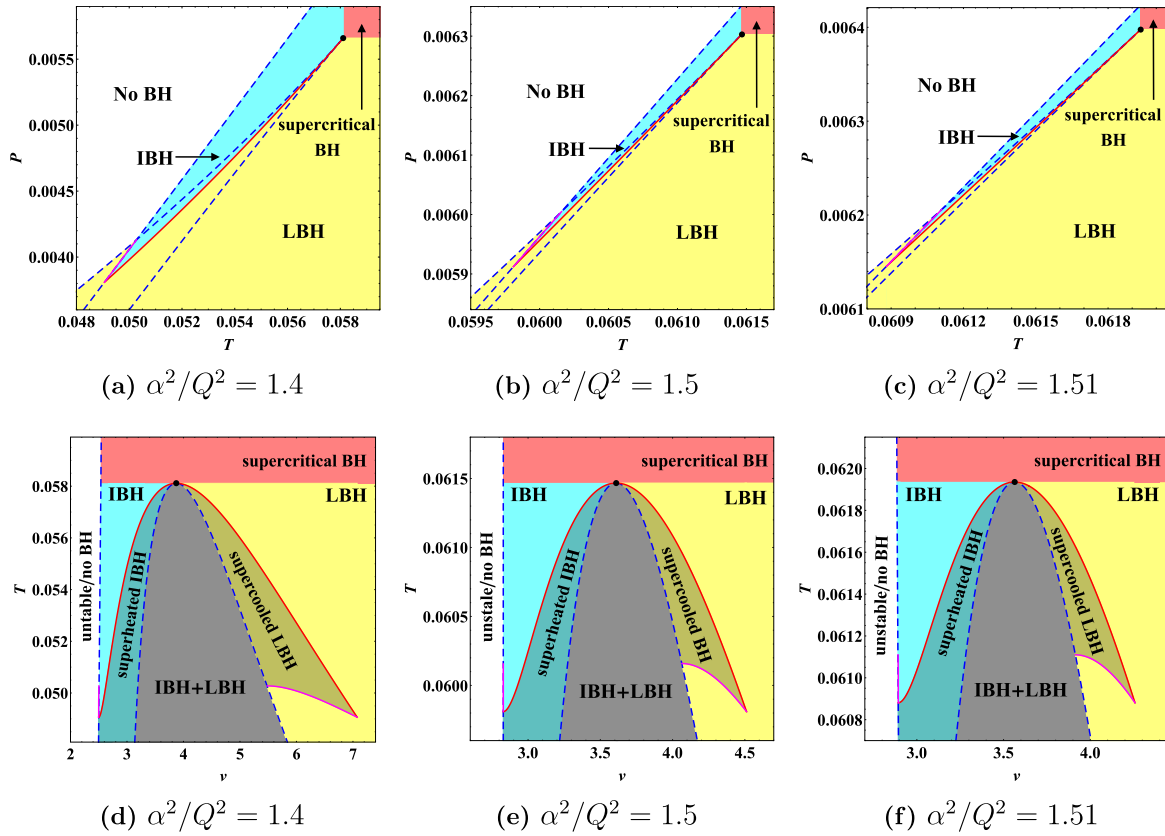 0.0055
0.0050
0.0045
0.0040
P
No BH
IBH
supercritical
BH
LBH
0.048 0.050 0.052 0.054 0.056 0.058
T
(a) α²/Q² = 1.4
0.0063
0.0062
0.0061
0.0060
0.0059
P
No BH
IBH
supercritical
BH
LBH
0.0595 0.0600 0.0605 0.0610 0.0615
T
(b) α²/Q² = 1.5
0.0064
0.0063
0.0062
0.0061
P
No BH
IBH
supercritical
BH
LBH
0.0609 0.0612 0.0615 0.0618
T
(c) α²/Q² = 1.51
0.058
0.056
0.054
0.052
0.050
T
supercritical BH
IBH
LBH
untable/no BH
superheated IBH
supercooled LBH
IBH+LBH
2 3 4 5 6 7
v
(d) α²/Q² = 1.4
0.0615
0.0610
0.0605
0.0600
T
supercritical BH
IBH
LBH
unstale/no BH
superheated IBH
supercooled BH
IBH+LBH
3.0 3.5 4.0 4.5
v
(e) α²/Q² = 1.5
0.0620
0.0618
0.0616
0.0614
0.0612
0.0610
0.0608
T
supercritical BH
IBH
LBH
unstable/no BH
superheated IBH
supercooled LBH
IBH+LBH
3.0 3.5 4.0
v
(f) α²/Q² = 1.51